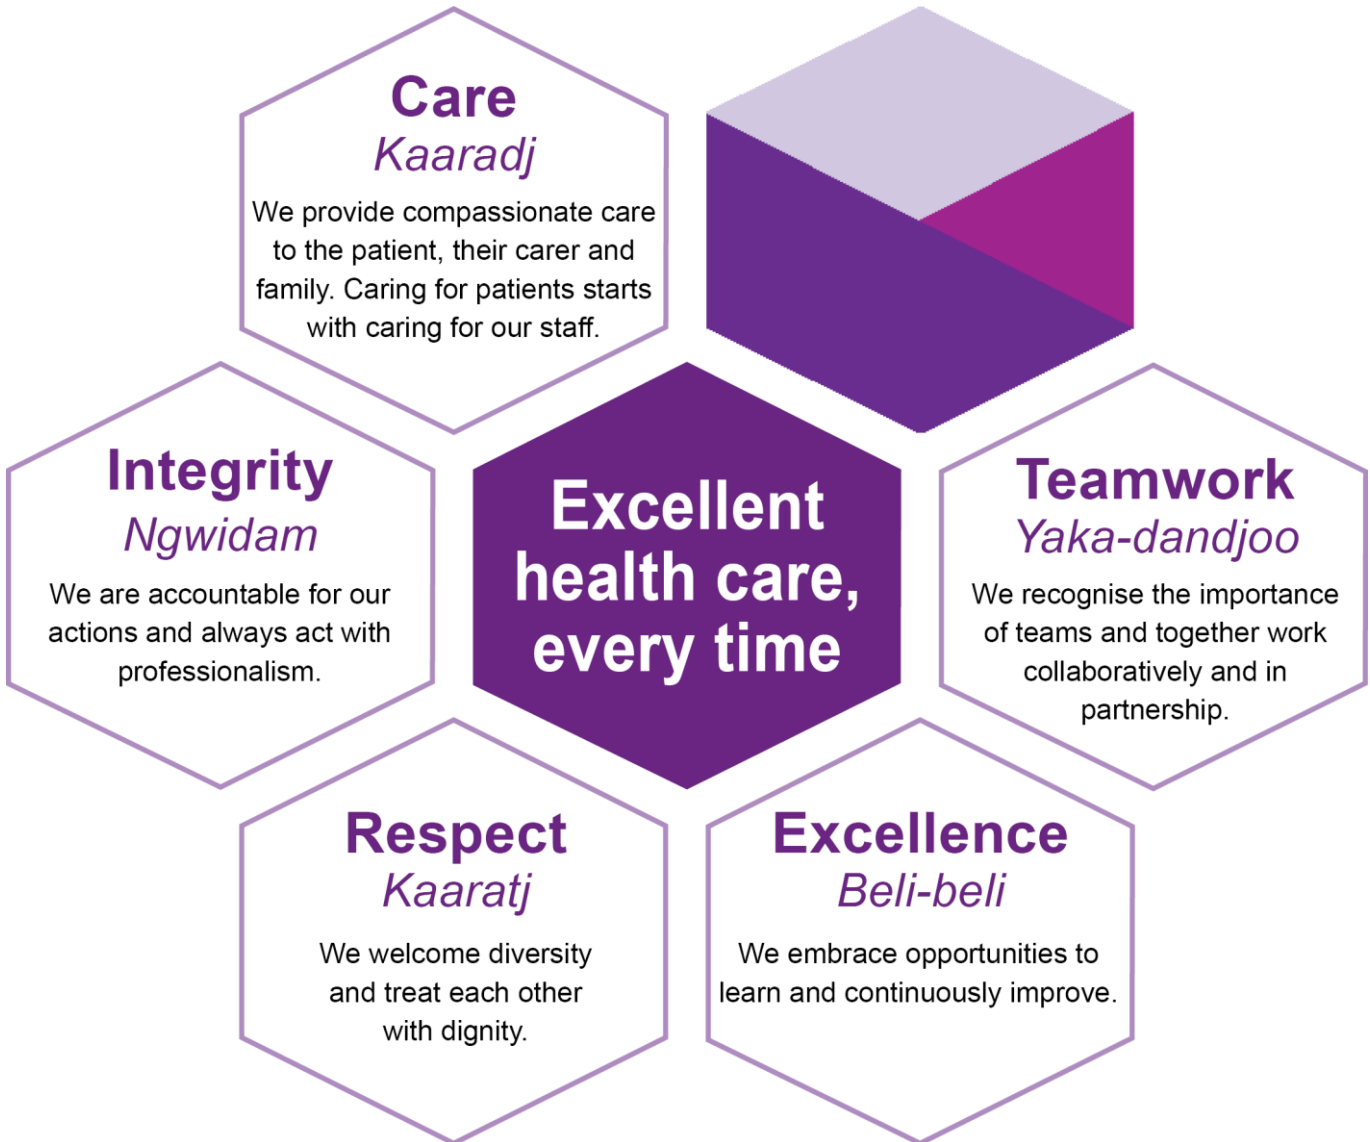 Care
Kaaradj
We provide compassionate care
to the patient, their carer and
family. Caring for patients starts
with caring for our staff.
Integrity
Ngwidam
We are accountable for our
actions and always act with
professionalism.
Excellent
health care,
every time
Teamwork
Yaka-dandjoo
We recognise the importance
of teams and together work
collaboratively and in
partnership.
Respect
Kaaratj
We welcome diversity
and treat each other
with dignity.
Excellence
Beli-beli
We embrace opportunities to
learn and continuously improve.